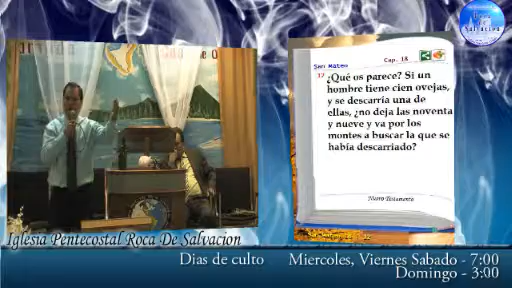 Salvacion
San Mateo
Cap. 18
12 ¿Qué os parece? Si un
hombre tiene cien ovejas,
y se descarría una de
ellas, ¿no deja las noventa
y nueve y va por los
montes a buscar la que se
había descarriado?
Nuevo Testamento
Iglesia Pentecostal Roca De Salvacion
Dias de culto
Miercoles, Viernes Sabado - 7:00
Domingo - 3:00